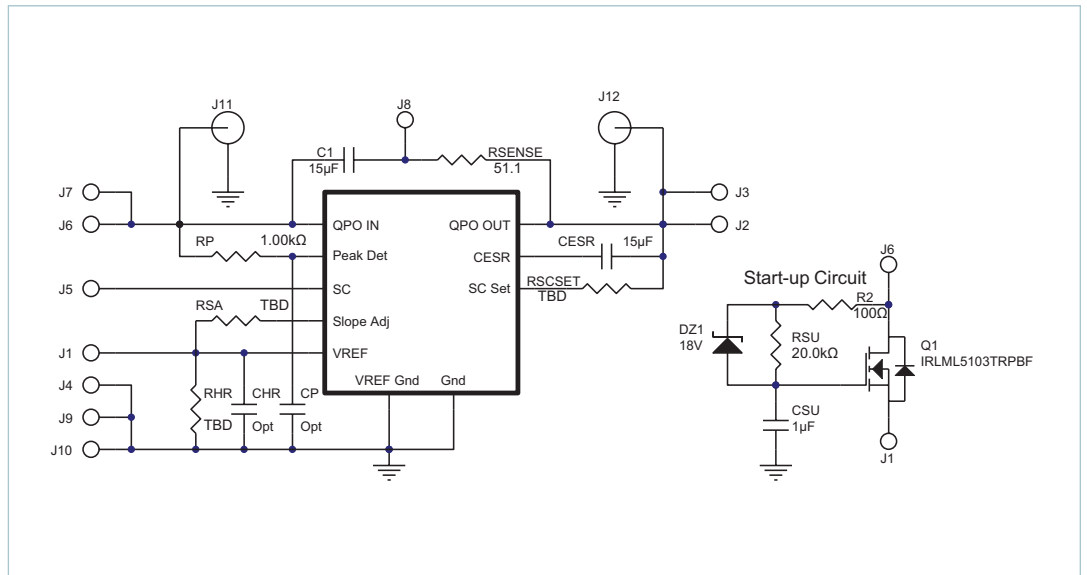 J11
J8
J12
C1
15µF
RSENSE
51.1
J7
J6
J3
J2
QPO IN
QPO OUT
RP
1.00kΩ
Peak Det
CESR
CESR
15µF
J5
SC
SC Set
RSCSET
TBD
RSA
TBD
Slope Adj
J1
VREF
J4
VREF Gnd
Gnd
RHR
TBD
CHR
Opt
CP
Opt
J9
J10
Start-up Circuit
J6
R2
100Ω
DZ1
18V
RSU
20.0kΩ
Q1
IRLML5103TRPBF
CSU
1µF
J1